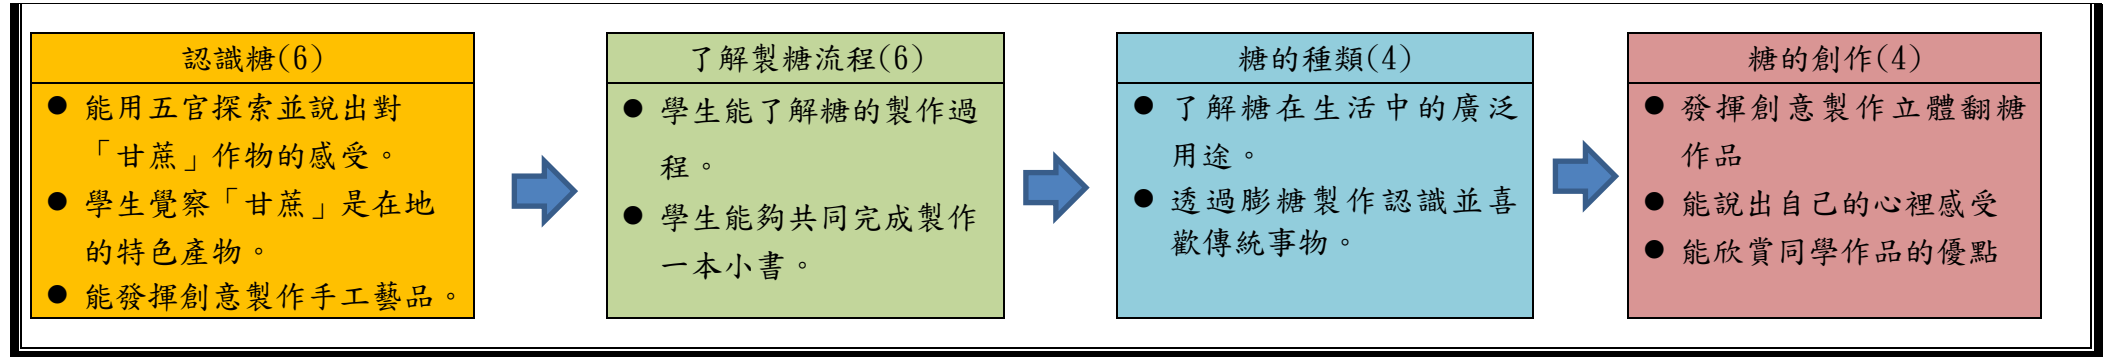 認識糖(6)
● 能用五官探索並說出對
「甘蔗」作物的感受。
● 學生覺察「甘蔗」是在地
的特色產物。
● 能發揮創意製作手工藝品。
了解製糖流程(6)
● 學生能了解糖的製作過
程。
● 學生能夠共同完成製作
一本小書。
糖的種類(4)
● 了解糖在生活中的廣泛
用途。
● 透過膨糖製作認識並喜
歡傳統事物。
糖的創作(4)
● 發揮創意製作立體翻糖
作品
● 能說出自己的心裡感受
● 能欣賞同學作品的優點